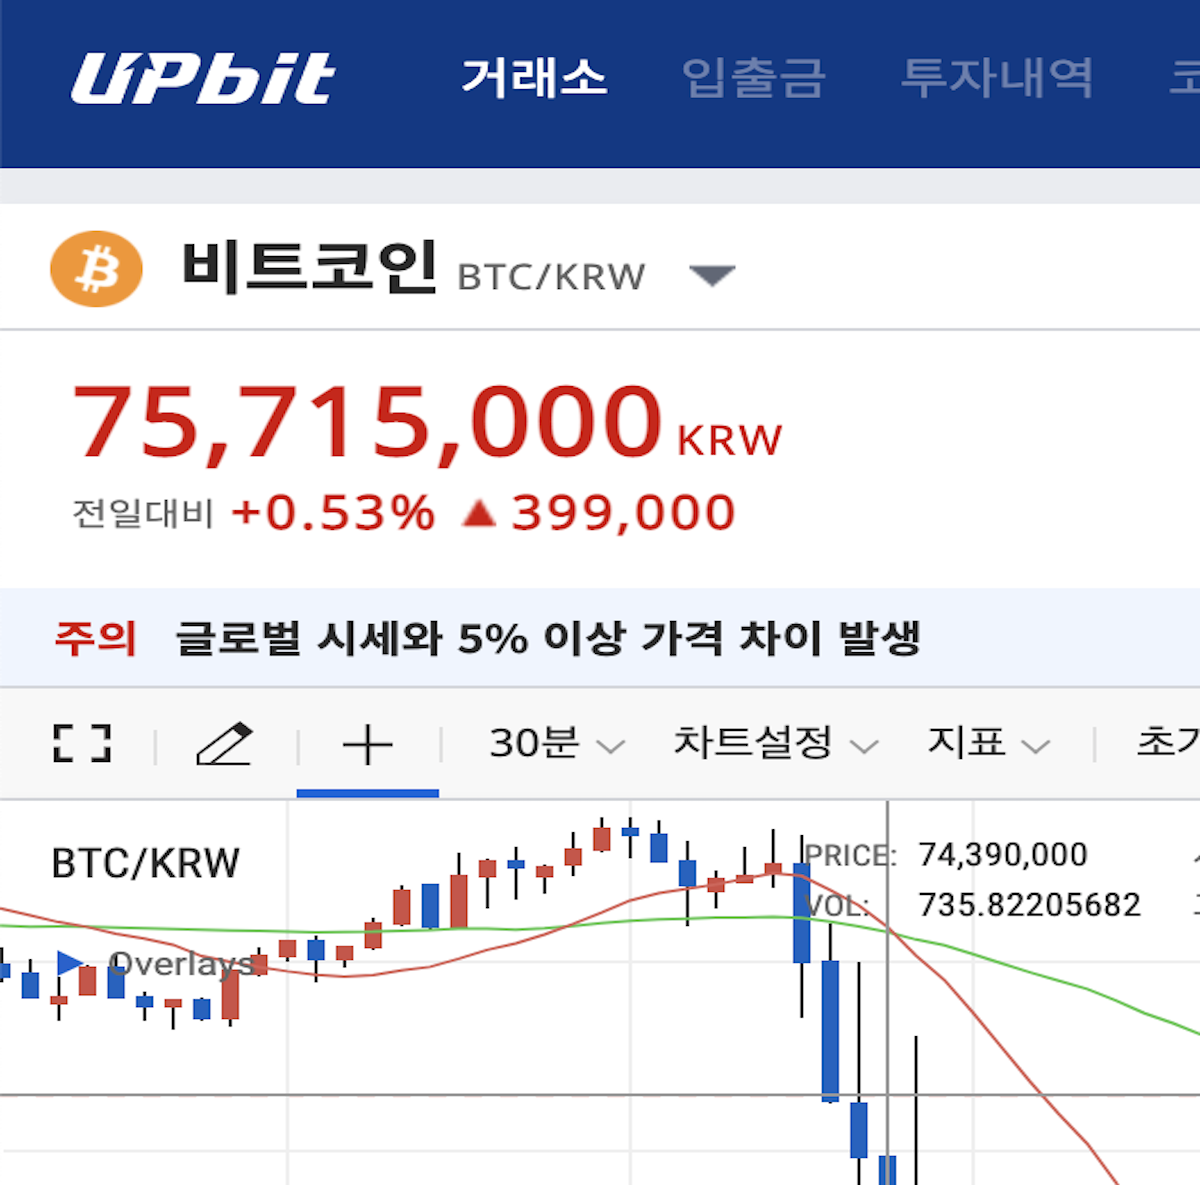 UPbit 거래소 입출금 투자내역
비트코인 BTC/KRW
75,715,000 KRW
전일대비 +0.53% ▲ 399,000
주의 글로벌 시세와 5% 이상 가격 차이 발생
30분 차트설정 지표
BTC/KRW PRICE: 74,390,000
VOL: 735.82205682
Overlays